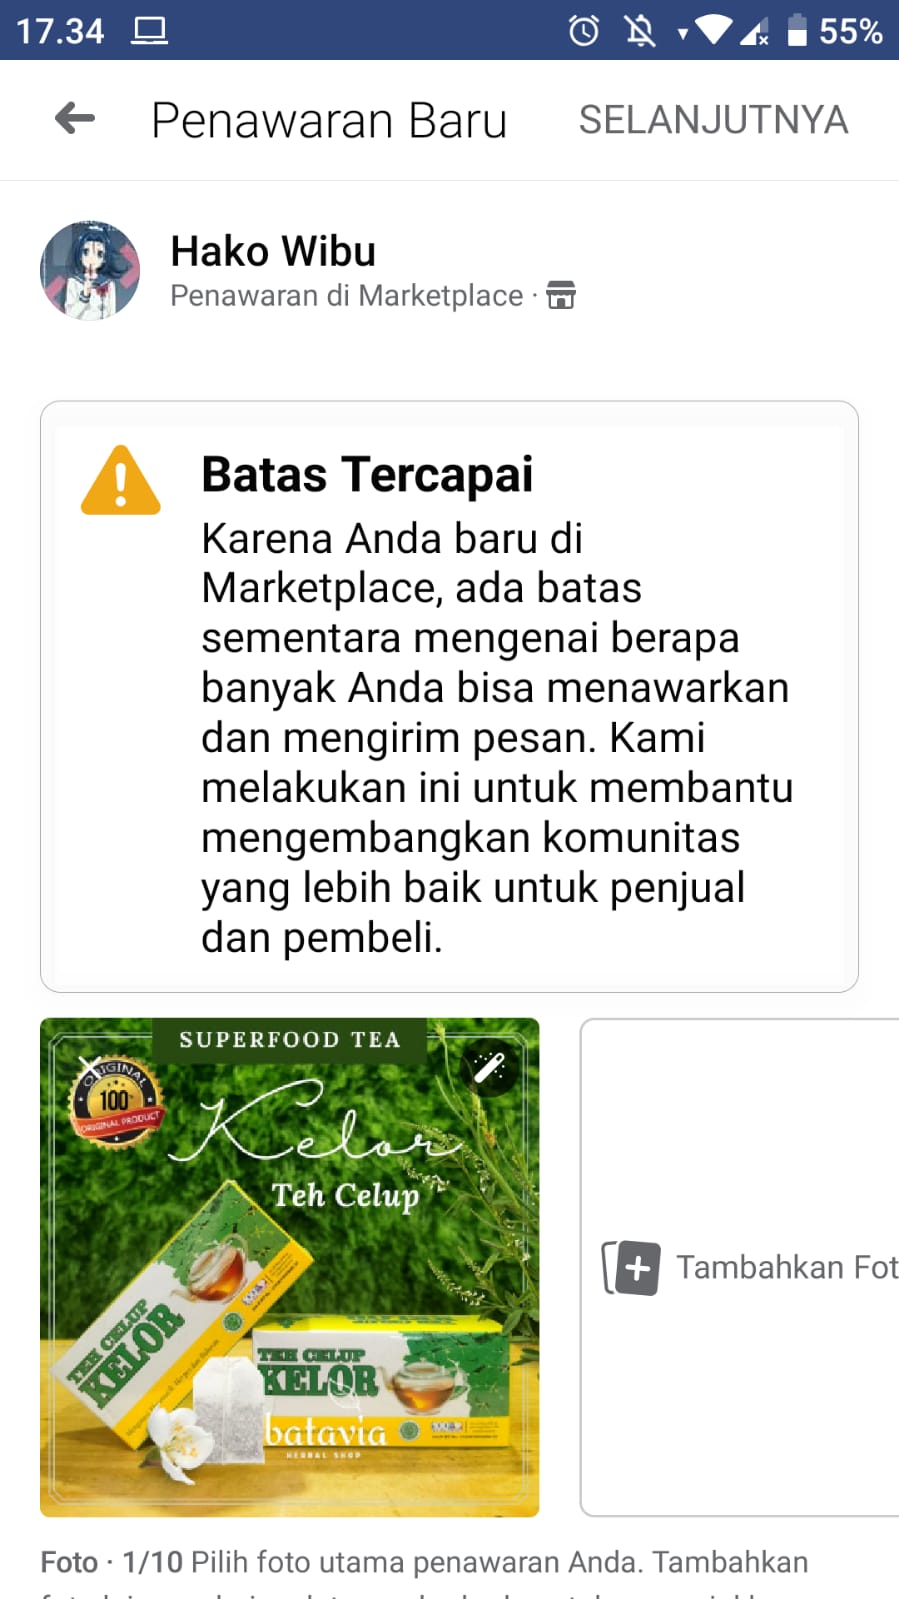 17.34
55%
Penawaran Baru
SELANJUTNYA
Hako Wibu
Penawaran di Marketplace ·
Batas Tercapai
Karena Anda baru di
Marketplace, ada batas
sementara mengenai berapa
banyak Anda bisa menawarkan
dan mengirim pesan. Kami
melakukan ini untuk membantu
mengembangkan komunitas
yang lebih baik untuk penjual
dan pembeli.
SUPERFOOD TEA
ORIGINAL
100
ORIGINAL PRODUCT
Kelor
Teh Celup
TEH CELUP
KELOR
TEH CELUP
KELOR
batavia
HERBAL SHOP
Tambahkan Fot
Foto · 1/10 Pilih foto utama penawaran Anda. Tambahkan